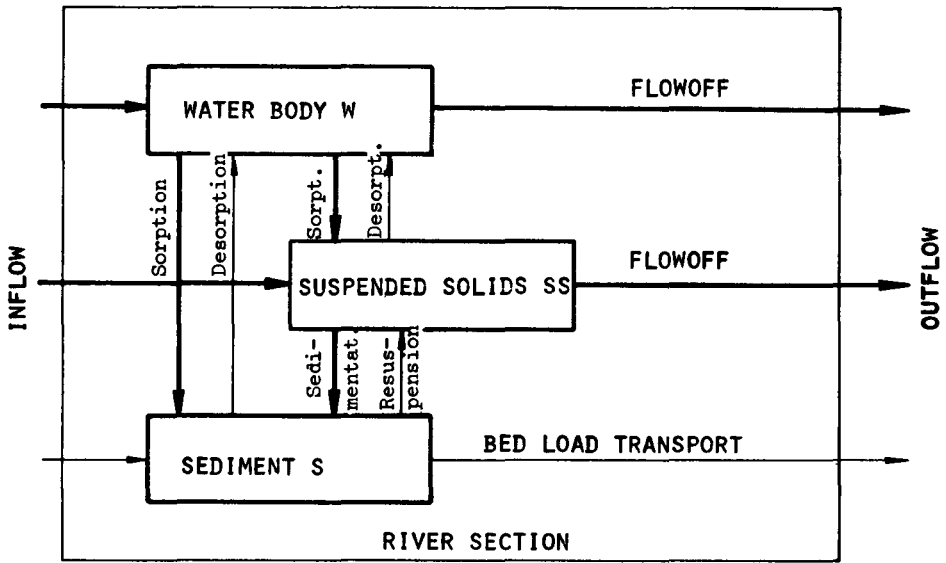 FLOWOFF
WATER BODY W
Sorption
Desorption
Sorpt.
Desorpt.
INFLOW
FLOWOFF
SUSPENDED SOLIDS SS
OUTFLOW
Sedi-
mentat.
Resus-
pension
BED LOAD TRANSPORT
SEDIMENT S
RIVER SECTION